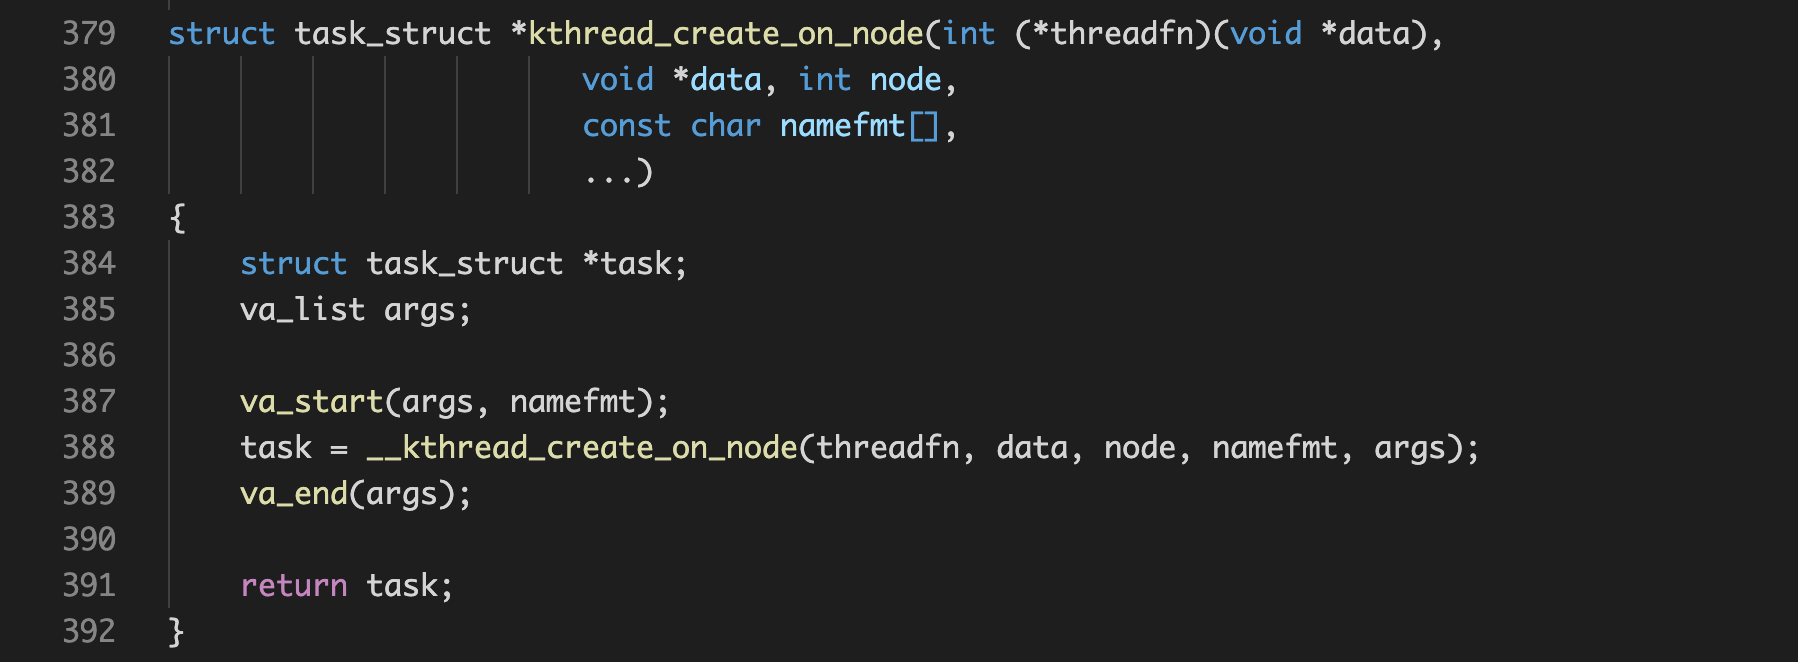 379 struct task_struct *kthread_create_on_node(int (*threadfn)(void *data),
380 void *data, int node,
381 const char namefmt[],
382 ...)
383 {
384 struct task_struct *task;
385 va_list args;
386
387 va_start(args, namefmt);
388 task = __kthread_create_on_node(threadfn, data, node, namefmt, args);
389 va_end(args);
390
391 return task;
392 }